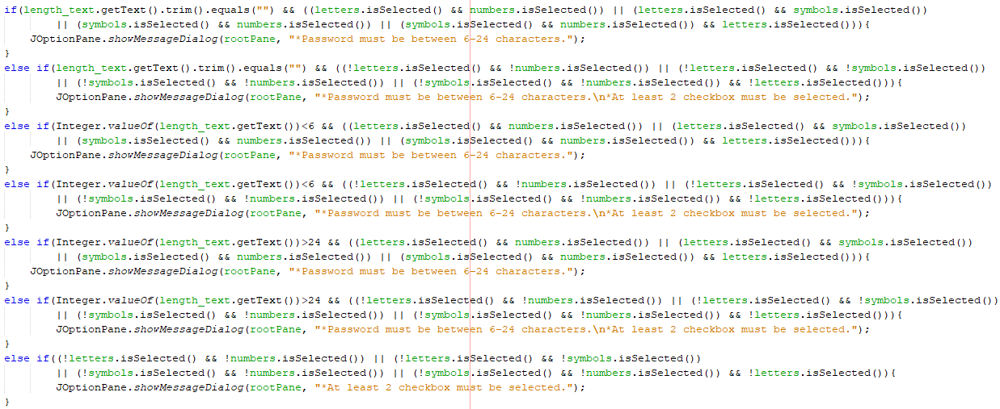 if(length_text.getText().trim().equals("") && ((letters.isSelected() && numbers.isSelected()) || (letters.isSelected() && symbols.isSelected())
|| (symbols.isSelected() && numbers.isSelected()) || (symbols.isSelected() && numbers.isSelected()) && letters.isSelected())){
JOptionPane.showMessageDialog(rootPane, "*Password must be between 6-24 characters.");
}
else if(length_text.getText().trim().equals("") && ((!letters.isSelected() && !numbers.isSelected()) || (!letters.isSelected() && !symbols.isSelected())
|| (!symbols.isSelected() && !numbers.isSelected()) || (!symbols.isSelected() && !numbers.isSelected()) && !letters.isSelected())){
JOptionPane.showMessageDialog(rootPane, "*Password must be between 6-24 characters.\n*At least 2 checkbox must be selected.");
}
else if(Integer.valueOf(length_text.getText())<6 && ((letters.isSelected() && numbers.isSelected()) || (letters.isSelected() && symbols.isSelected())
|| (symbols.isSelected() && numbers.isSelected()) || (symbols.isSelected() && numbers.isSelected()) && letters.isSelected())){
JOptionPane.showMessageDialog(rootPane, "*Password must be between 6-24 characters.");
}
else if(Integer.valueOf(length_text.getText())<6 && ((!letters.isSelected() && !numbers.isSelected()) || (!letters.isSelected() && !symbols.isSelected())
|| (!symbols.isSelected() && !numbers.isSelected()) || (!symbols.isSelected() && !numbers.isSelected()) && !letters.isSelected())){
JOptionPane.showMessageDialog(rootPane, "*Password must be between 6-24 characters.\n*At least 2 checkbox must be selected.");
}
else if(Integer.valueOf(length_text.getText())>24 && ((letters.isSelected() && numbers.isSelected()) || (letters.isSelected() && symbols.isSelected())
|| (symbols.isSelected() && numbers.isSelected()) || (symbols.isSelected() && numbers.isSelected()) && letters.isSelected())){
JOptionPane.showMessageDialog(rootPane, "*Password must be between 6-24 characters.");
}
else if(Integer.valueOf(length_text.getText())>24 && ((!letters.isSelected() && !numbers.isSelected()) || (!letters.isSelected() && !symbols.isSelected())
|| (!symbols.isSelected() && !numbers.isSelected()) || (!symbols.isSelected() && !numbers.isSelected()) && !letters.isSelected())){
JOptionPane.showMessageDialog(rootPane, "*Password must be between 6-24 characters.\n*At least 2 checkbox must be selected.");
}
else if((!letters.isSelected() && !numbers.isSelected()) || (!letters.isSelected() && !symbols.isSelected())
|| (!symbols.isSelected() && !numbers.isSelected()) || (!symbols.isSelected() && !numbers.isSelected()) && !letters.isSelected()){
JOptionPane.showMessageDialog(rootPane, "*At least 2 checkbox must be selected.");
}